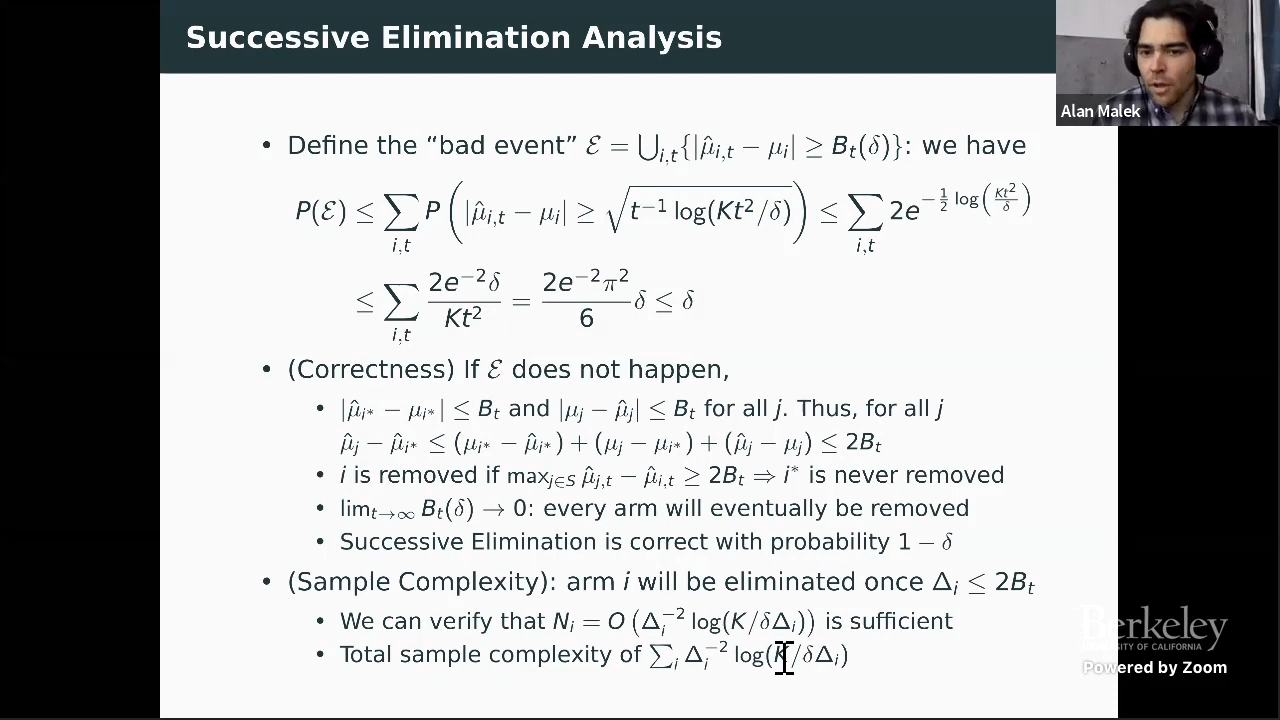 Successive Elimination Analysis
Alan Malek
• Define the “bad event” ℰ = ⋃_{i,t}{|μ̂_{i,t} − μ_i| ≥ B_t(δ)}: we have
P(ℰ) ≤ ∑_{i,t} P(|μ̂_{i,t} − μ_i| ≥ √(t⁻¹ log(Kt²/δ))) ≤ ∑_{i,t} 2e^{−½ log(Kt²/δ)}
≤ ∑_{i,t} 2e⁻²δ/Kt² = 2e⁻²π²/6 δ ≤ δ
• (Correctness) If ℰ does not happen,
• |μ̂_{i*} − μ_{i*}| ≤ B_t and |μ_j − μ̂_j| ≤ B_t for all j. Thus, for all j
μ̂_j − μ̂_{i*} ≤ (μ_{i*} − μ̂_{i*}) + (μ_j − μ_{i*}) + (μ̂_j − μ_j) ≤ 2B_t
• i is removed if max_{j∈S} μ̂_{j,t} − μ̂_{i,t} ≥ 2B_t ⇒ i* is never removed
• lim_{t→∞} B_t(δ) → 0: every arm will eventually be removed
• Successive Elimination is correct with probability 1 − δ
• (Sample Complexity): arm i will be eliminated once Δ_i ≤ 2B_t
• We can verify that N_i = O(Δ_i⁻² log(K/δΔ_i)) is sufficient
• Total sample complexity of ∑_i Δ_i⁻² log(K/δΔ_i)
Berkeley
UNIVERSITY OF CALIFORNIA
Powered by Zoom